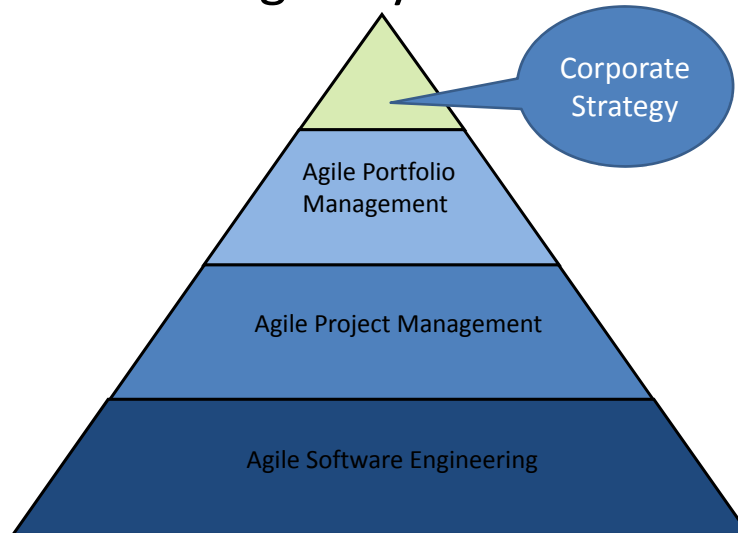 Corporate
Strategy
Agile Portfolio
Management
Agile Project Management
Agile Software Engineering